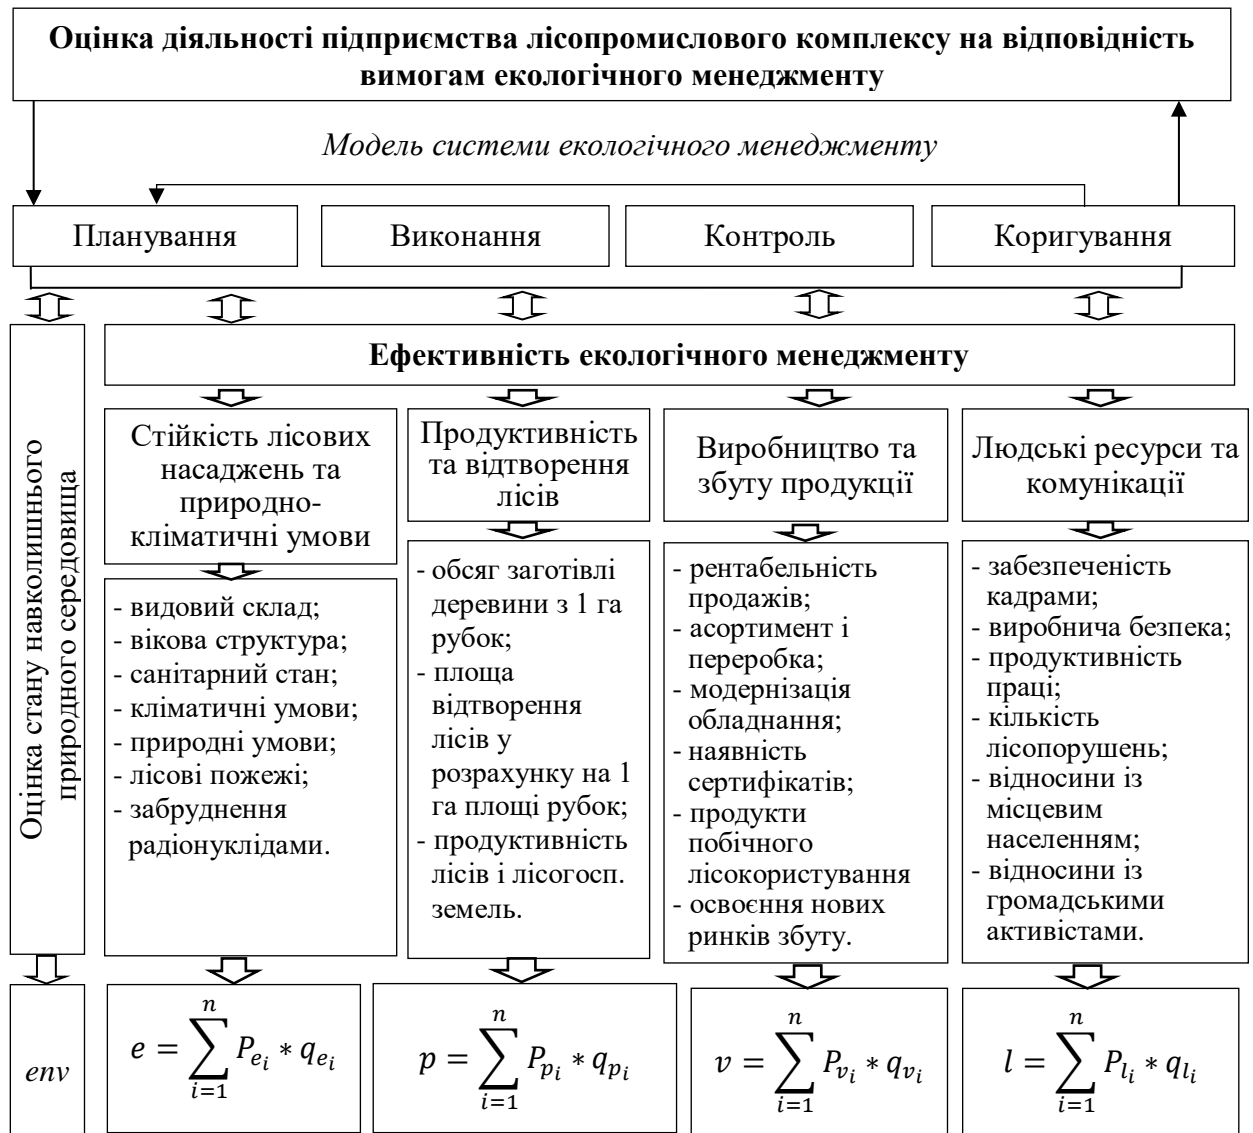 Оцінка діяльності підприємства лісопромислового комплексу на відповідність
вимогам екологічного менеджменту
Модель системи екологічного менеджменту
Планування
Виконання
Контроль
Коригування
Оцінка стану навколишнього
природного середовища
Ефективність екологічного менеджменту
Стійкість лісових
насаджень та
природно-
кліматичні умови
- видовий склад;
- вікова структура;
- санітарний стан;
- кліматичні умови;
- природні умови;
- лісові пожежі;
- забруднення
радіонуклідами.
Продуктивність
та відтворення
лісів
- обсяг заготівлі
деревини з 1 га
рубок;
- площа
відтворення
лісів у
розрахунку на 1
га площі рубок;
- продуктивність
лісів і лісогосп.
земель.
Виробництво та
збуту продукції
- рентабельність
продажів;
- асортимент і
переробка;
- модернізація
обладнання;
- наявність
сертифікатів;
- продукти
побічного
лісокористування
- освоєння нових
ринків збуту.
Людські ресурси та
комунікації
- забезпеченість
кадрами;
- виробнича безпека;
- продуктивність
праці;
- кількість
лісопорушень;
- відносини із
місцевим
населенням;
- відносини із
громадськими
активістами.
env
$e = \sum_{i=1}^{n} P_{e_i} * q_{e_i}$
$p = \sum_{i=1}^{n} P_{p_i} * q_{p_i}$
$v = \sum_{i=1}^{n} P_{v_i} * q_{v_i}$
$l = \sum_{i=1}^{n} P_{l_i} * q_{l_i}$